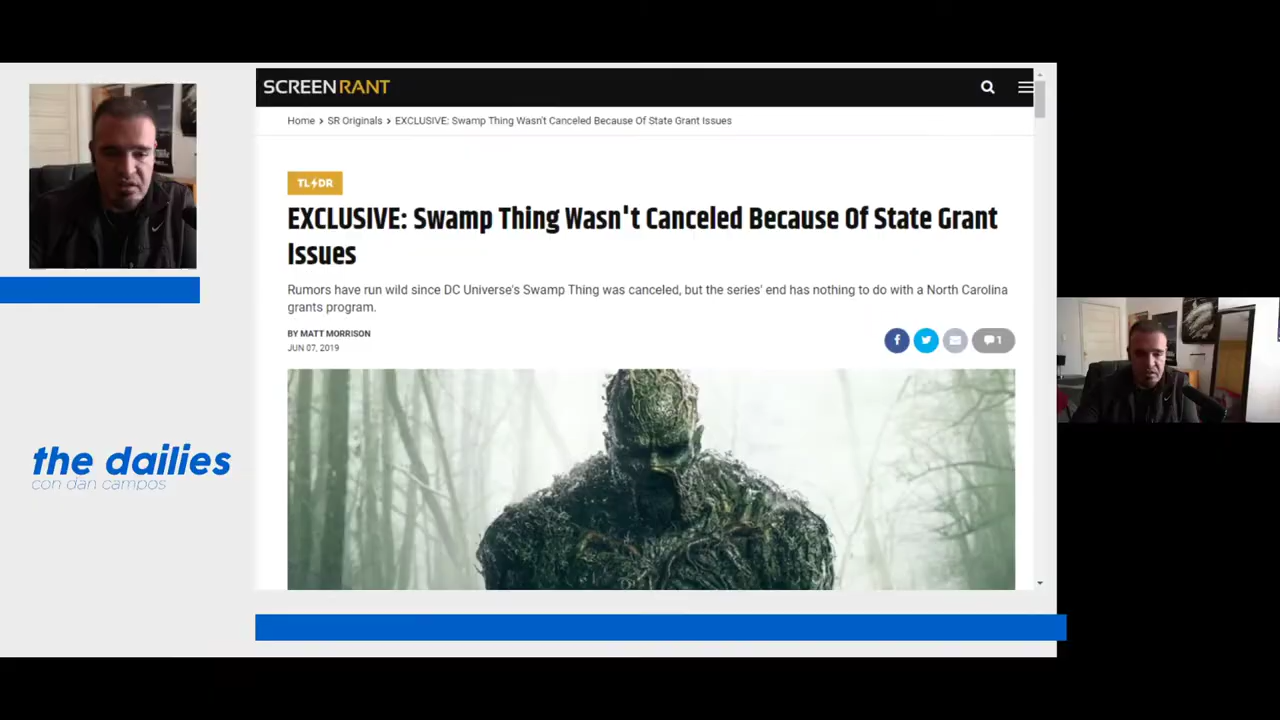 SCREENRANT
Home > SR Originals > EXCLUSIVE: Swamp Thing Wasn't Canceled Because Of State Grant Issues
TL DR
EXCLUSIVE: Swamp Thing Wasn't Canceled Because Of State Grant
Issues
Rumors have run wild since DC Universe's Swamp Thing was canceled, but the series' end has nothing to do with a North Carolina
grants program.
BY MATT MORRISON
JUN 07, 2019
1
the dailies
con dan campos